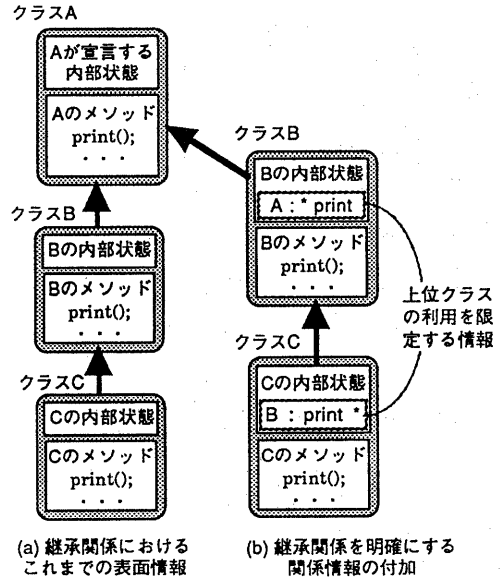 クラスA
Aが宣言する
内部状態
Aのメソッド
print();
. . .
クラスB
Bの内部状態
Bのメソッド
print();
. . .
クラスC
Cの内部状態
Cのメソッド
print();
. . .
(a) 継承関係における
これまでの表面情報
クラスB
Bの内部状態
A : * print
Bのメソッド
print();
. . .
クラスC
Cの内部状態
B : print *
Cのメソッド
print();
. . .
上位クラス
の利用を限
定する情報
(b) 継承関係を明確にする
関係情報の付加